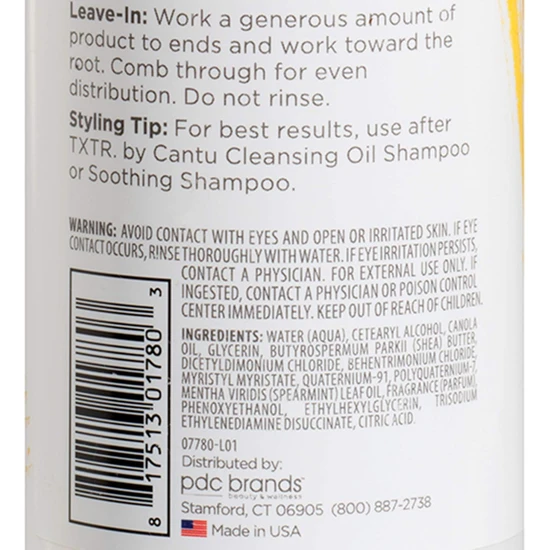 Leave-In: Work a generous amount of
product to ends and work toward the
root. Comb through for even
distribution. Do not rinse.
Styling Tip: For best results, use after
TXTR. by Cantu Cleansing Oil Shampoo
or Soothing Shampoo.
WARNING: AVOID CONTACT WITH EYES AND OPEN OR IRRITATED SKIN. IF EYE
CONTACT OCCURS, RINSE THOROUGHLY WITH WATER. IF EYE IRRITATION PERSISTS,
CONTACT A PHYSICIAN. FOR EXTERNAL USE ONLY. IF
INGESTED, CONTACT A PHYSICIAN OR POISON CONTROL
CENTER IMMEDIATELY. KEEP OUT OF REACH OF CHILDREN.
INGREDIENTS: WATER (AQUA), CETEARYL ALCOHOL, CANOLA
OIL, GLYCERIN, BUTYROSPERMUM PARKII (SHEA) BUTTER,
DICETYLDIMONIUM CHLORIDE, BEHENTRIMONIUM CHLORIDE,
MYRISTYL MYRISTATE, QUATERNIUM-91, POLYQUATERNIUM-7,
MENTHA VIRIDIS (SPEARMINT) LEAF OIL, FRAGRANCE (PARFUM),
PHENOXYETHANOL, ETHYLHEXYLGLYCERIN, TRISODIUM
ETHYLENEDIAMINE DISUCCINATE, CITRIC ACID.
07780-L01
Distributed by:
pdc brands
beauty & wellness
Stamford, CT 06905 (800) 887-2738
Made in USA
8 17513 01780 3